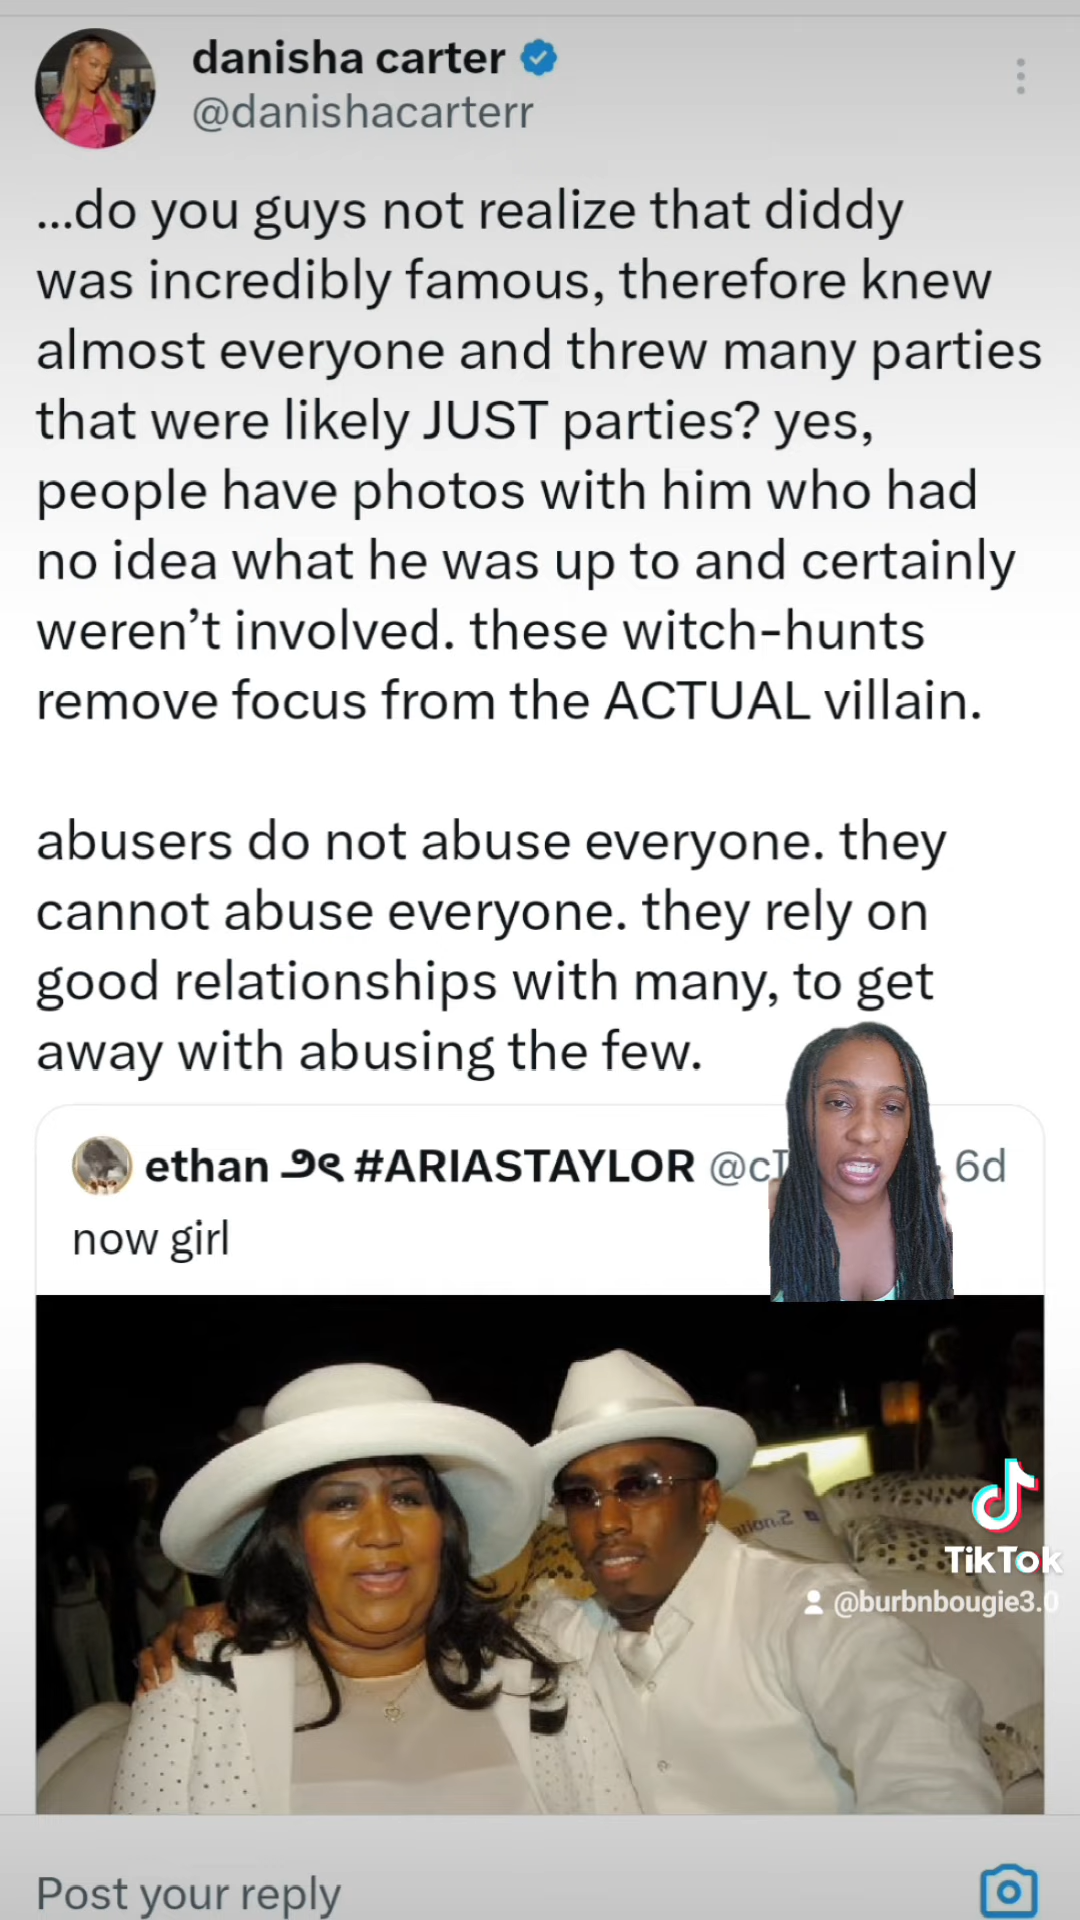 danisha carter
@danishacarterr
...do you guys not realize that diddy
was incredibly famous, therefore knew
almost everyone and threw many parties
that were likely JUST parties? yes,
people have photos with him who had
no idea what he was up to and certainly
weren’t involved. these witch-hunts
remove focus from the ACTUAL villain.
abusers do not abuse everyone. they
cannot abuse everyone. they rely on
good relationships with many, to get
away with abusing the few.
ethan #ARIASTAYLOR 6d
now girl
TikTok
@burbnbougie3.0
Post your reply